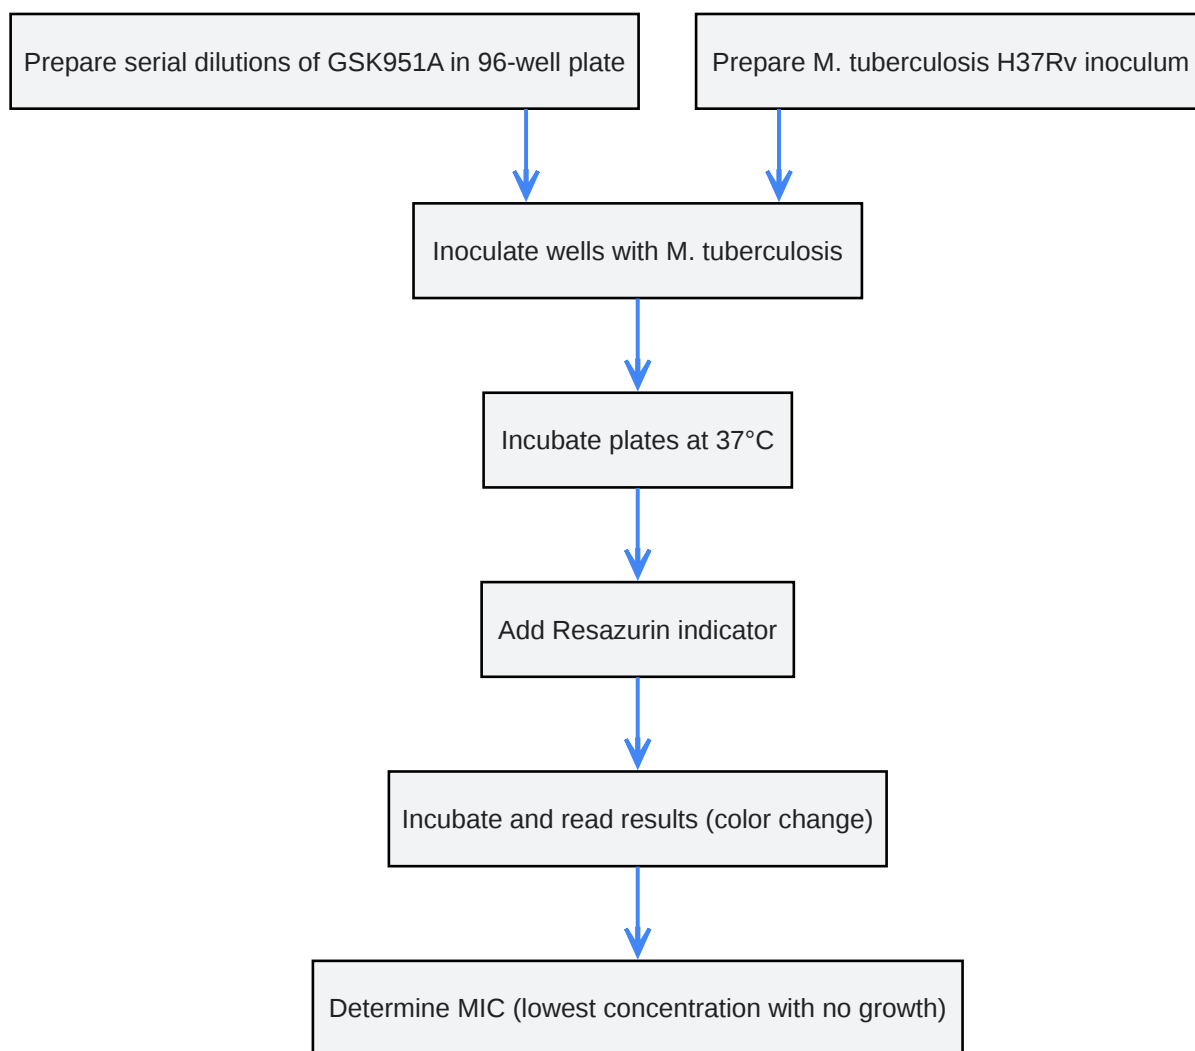 Prepare serial dilutions of GSK951A in 96-well plate
Prepare M. tuberculosis H37Rv inoculum
Inoculate wells with M. tuberculosis
Incubate plates at 37°C
Add Resazurin indicator
Incubate and read results (color change)
Determine MIC (lowest concentration with no growth)